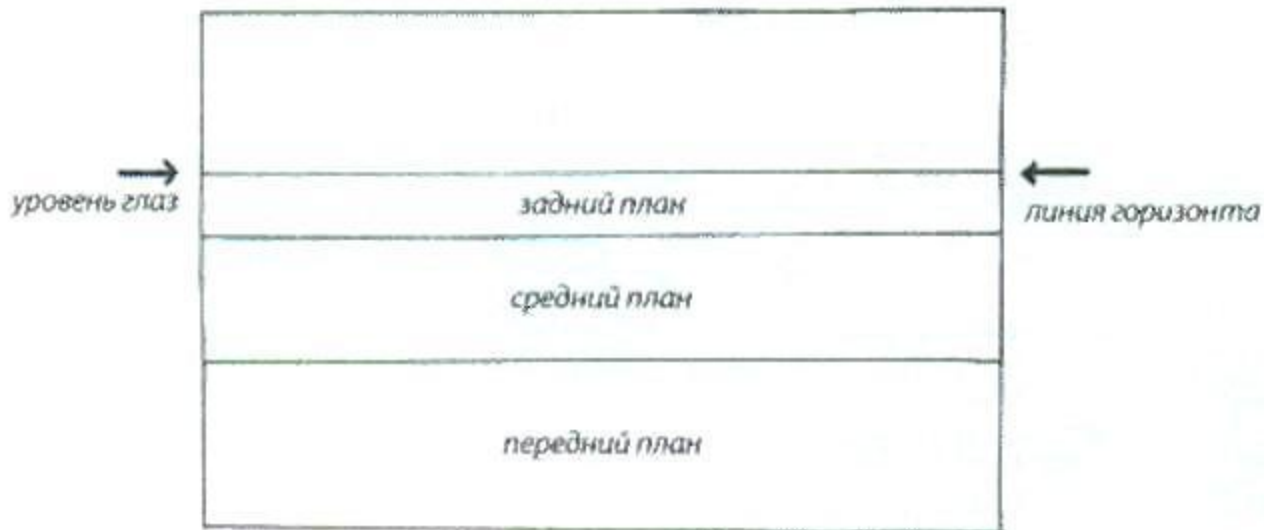 уровень глаз
задний план
линия горизонта
средний план
передний план